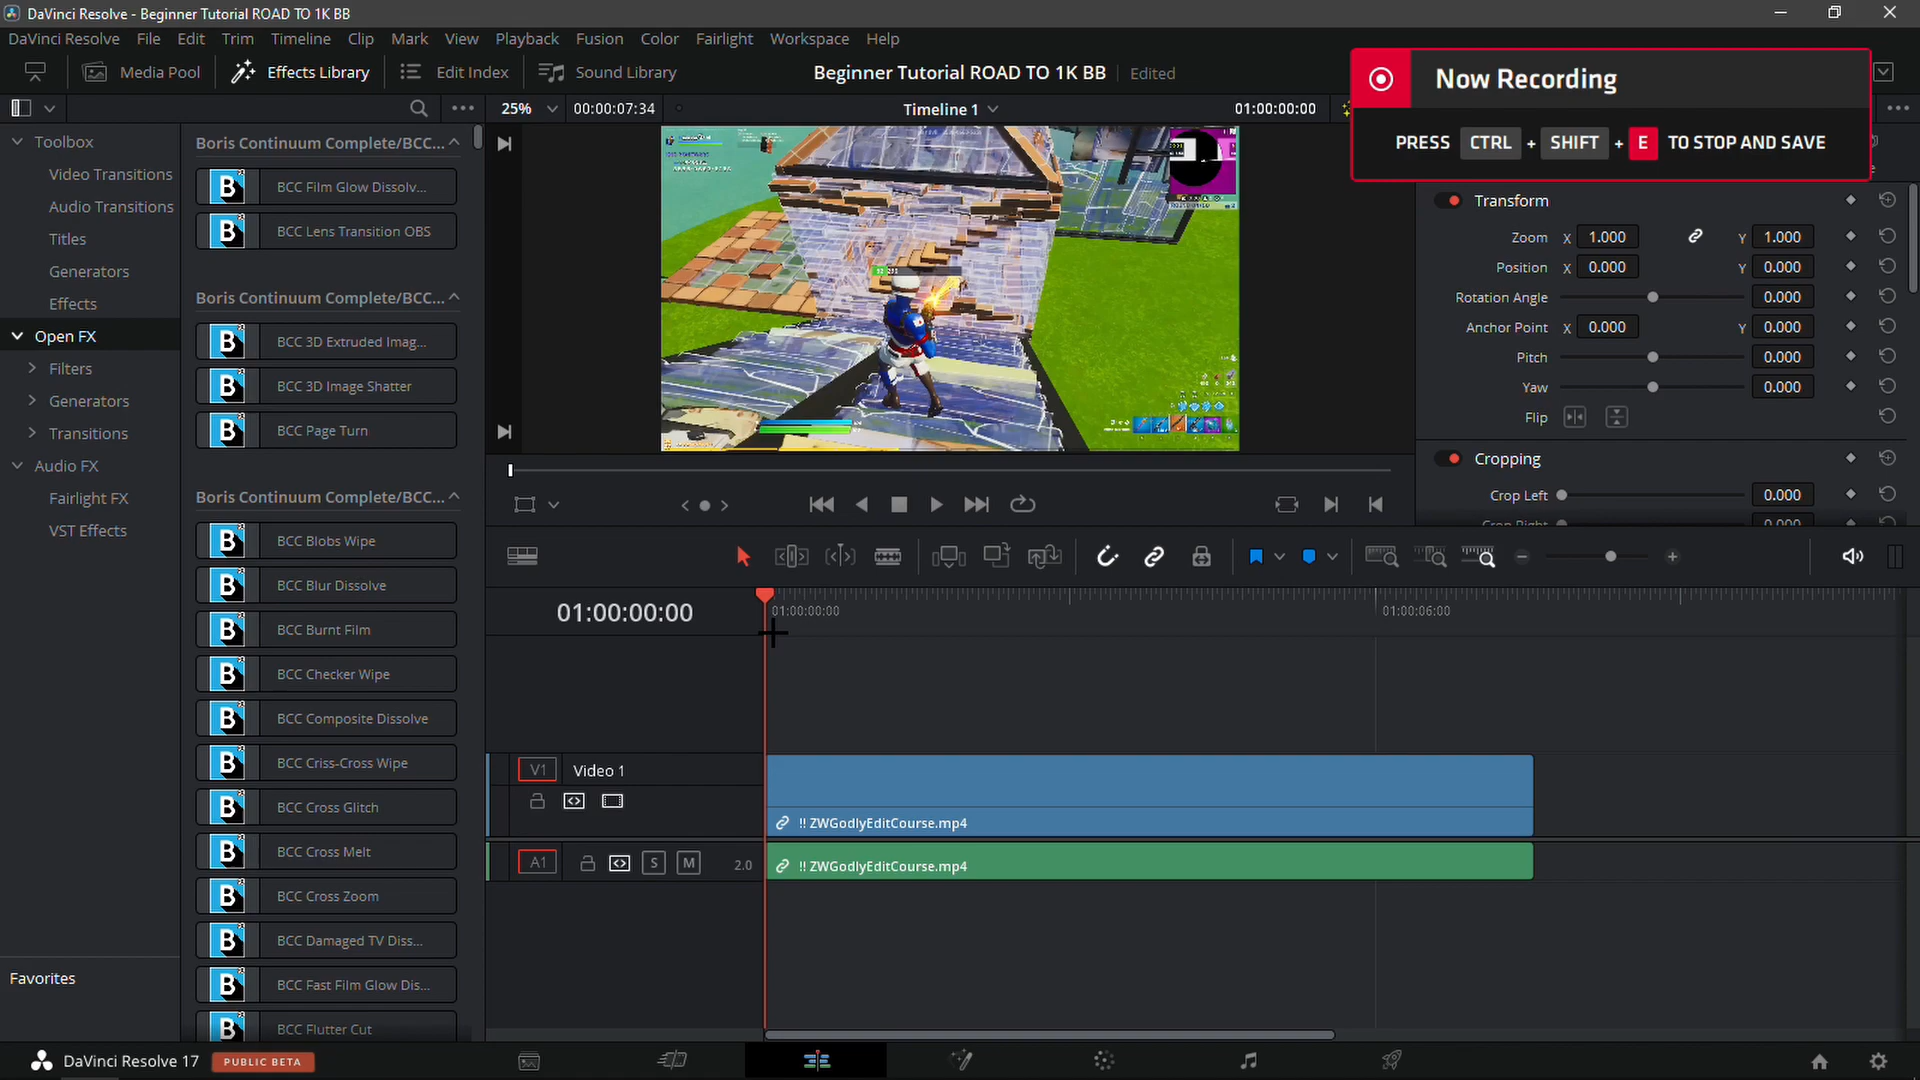 DaVinci Resolve - Beginner Tutorial ROAD TO 1K BB
DaVinci Resolve File Edit Trim Timeline Clip Mark View Playback Fusion Color Fairlight Workspace Help
Media Pool Effects Library Edit Index Sound Library Beginner Tutorial ROAD TO 1K BB Edited
Now Recording
PRESS CTRL + SHIFT + E TO STOP AND SAVE
25% 00:00:07:34 Timeline 1 01:00:00:00
Toolbox
Video Transitions
Audio Transitions
Titles
Generators
Effects
Open FX
Filters
Generators
Transitions
Audio FX
Fairlight FX
VST Effects
Favorites
Boris Continuum Complete/BCC...
BCC Film Glow Dissolv...
BCC Lens Transition OBS
Boris Continuum Complete/BCC...
BCC 3D Extruded Imag...
BCC 3D Image Shatter
BCC Page Turn
Boris Continuum Complete/BCC...
BCC Blobs Wipe
BCC Blur Dissolve
BCC Burnt Film
BCC Checker Wipe
BCC Composite Dissolve
BCC Criss-Cross Wipe
BCC Cross Glitch
BCC Cross Melt
BCC Cross Zoom
BCC Damaged TV Diss...
BCC Fast Film Glow Dis...
BCC Flutter Cut
Transform
Zoom X 1.000 Y 1.000
Position X 0.000 Y 0.000
Rotation Angle 0.000
Anchor Point X 0.000 Y 0.000
Pitch 0.000
Yaw 0.000
Flip
Cropping
Crop Left 0.000
Crop Right 0.000
01:00:00:00
01:00:00:00 01:00:06:00
V1 Video 1
!! ZWGodlyEditCourse.mp4
A1 S M 2.0
!! ZWGodlyEditCourse.mp4
DaVinci Resolve 17 PUBLIC BETA